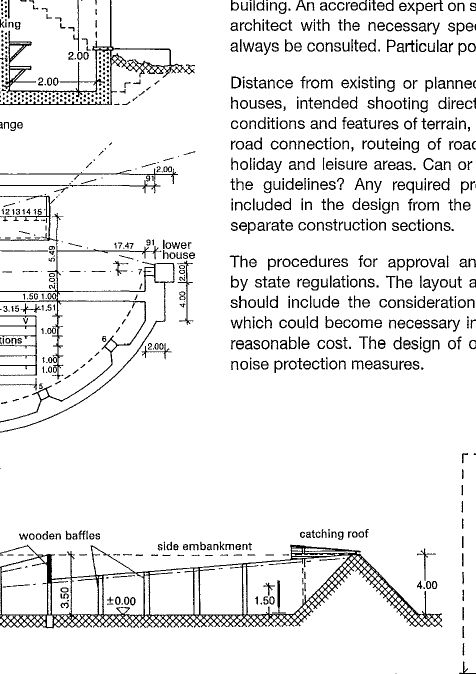 building. An accredited expert on s
architect with the necessary spe
always be consulted. Particular po
king
2.00
2.00
ange
Distance from existing or planne
houses, intended shooting direct
conditions and features of terrain,
road connection, routeing of road
holiday and leisure areas. Can or
the guidelines? Any required pr
included in the design from the
separate construction sections.
2.00
91
12 13 14 15
5.49
17.47
91
lower
house
2.00
2.00
4.00
1.50 1.00
3.15
1.51
V
1.00
tions
1.00
1.00
6
2.00
5
The procedures for approval an
by state regulations. The layout a
should include the consideration
which could become necessary in
reasonable cost. The design of o
noise protection measures.
wooden baffles
side embankment
catching roof
3.50
±0.00
1.50
4.00